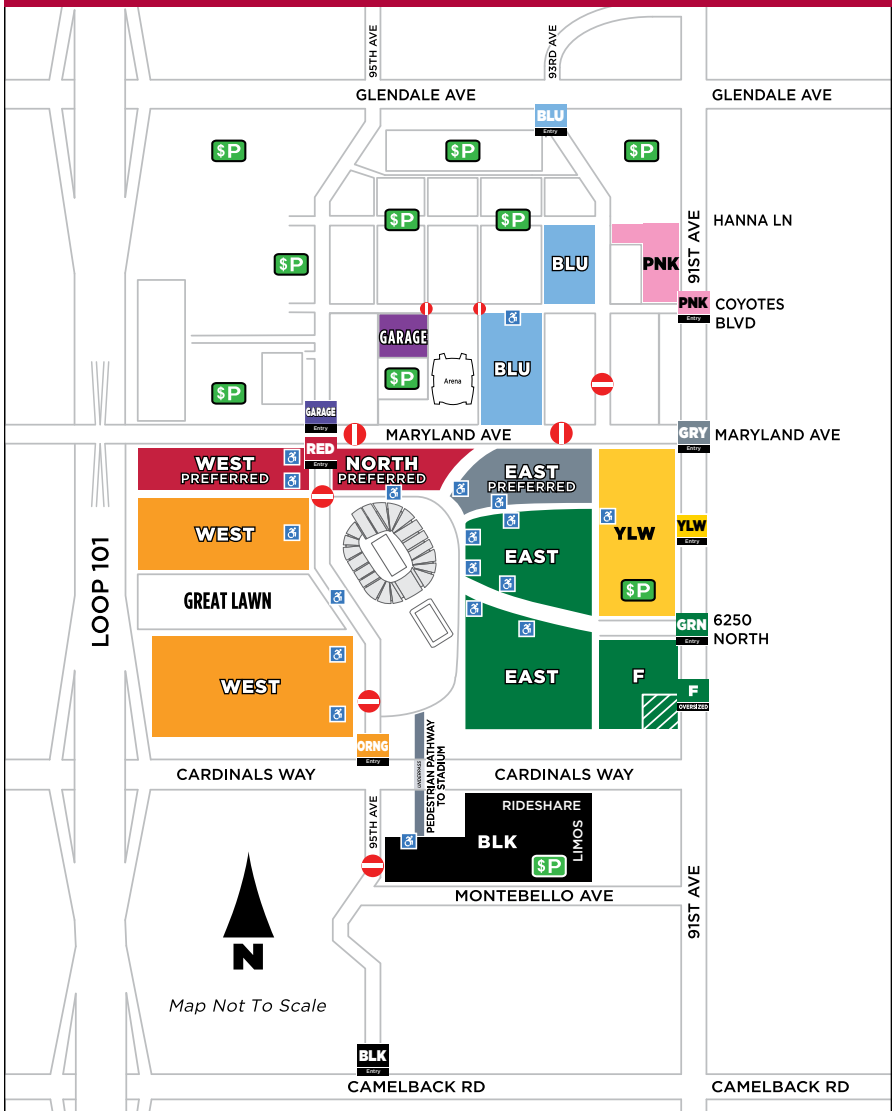 95TH AVE
93RD AVE
GLENDALE AVE
GLENDALE AVE
BLU
Entry
$P
$P
$P
$P
$P
HANNA LN
91ST AVE
$P
BLU
PNK
PNK
Entry
COYOTES
BLVD
GARAGE
BLU
Arena
$P
$P
GARAGE
Entry
MARYLAND AVE
GRY
Entry
MARYLAND AVE
RED
Entry
WEST
PREFERRED
NORTH
PREFERRED
EAST
PREFERRED
WEST
YLW
YLW
Entry
EAST
LOOP 101
GREAT LAWN
$P
GRN
Entry
6250
NORTH
WEST
EAST
F
F
OVERSIZED
ORNG
Entry
UNDERPASS
PEDESTRIAN PATHWAY
TO STADIUM
CARDINALS WAY
CARDINALS WAY
95TH AVE
RIDESHARE
LIMOS
BLK
$P
MONTEBELLO AVE
91ST AVE
N
Map Not To Scale
BLK
Entry
CAMELBACK RD
CAMELBACK RD